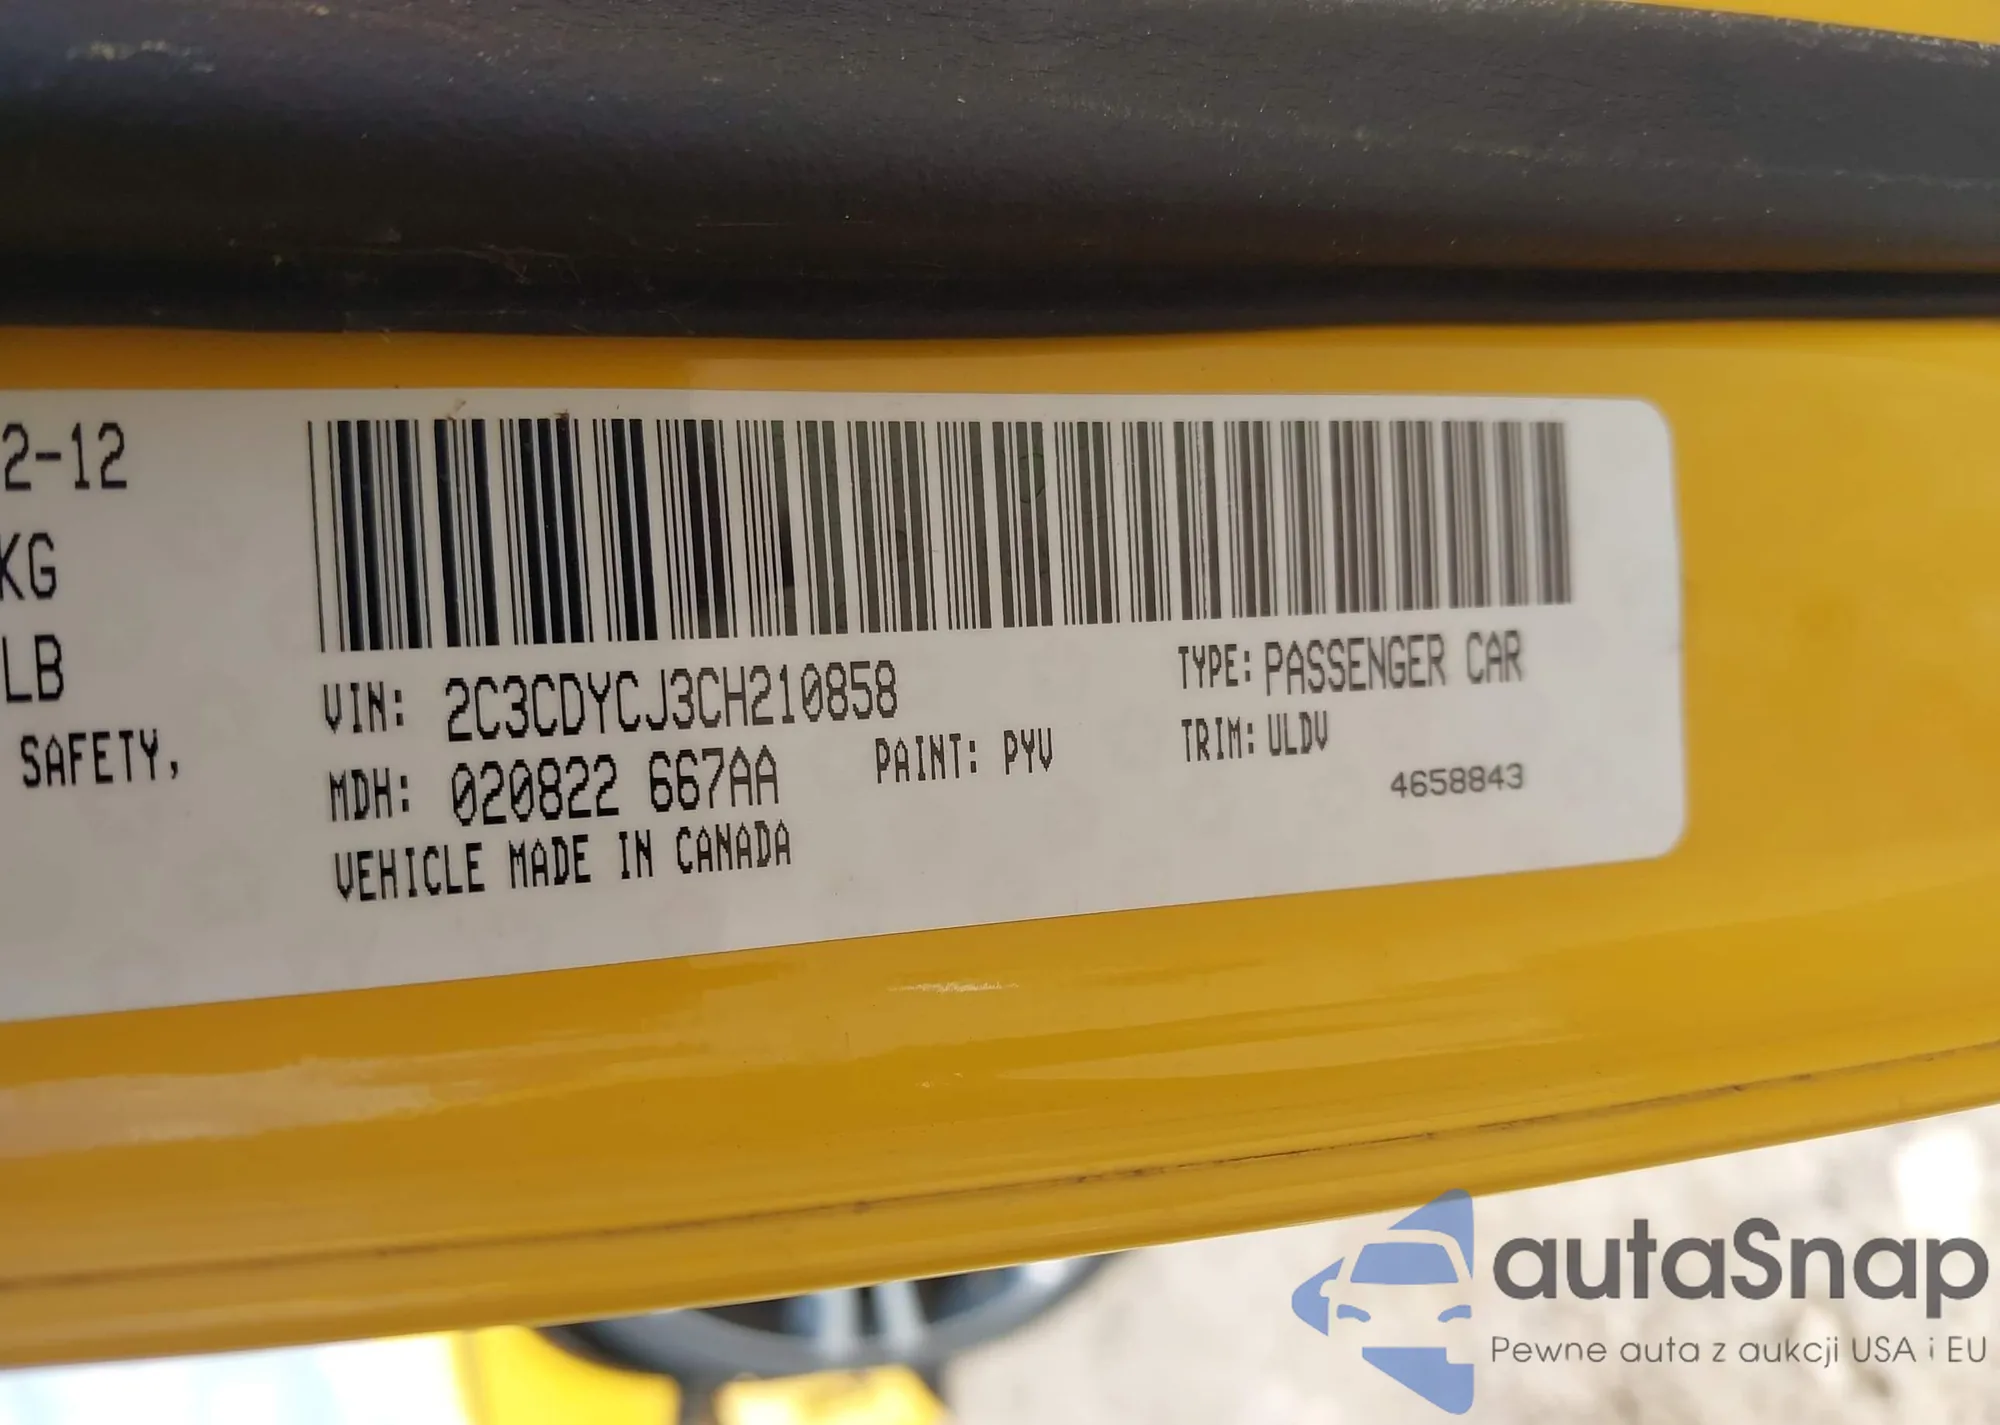 2-12
KG
LB
SAFETY,
VIN: 2C3CDYCJ3CH210858
TYPE: PASSENGER CAR
MDH: 020822 667AA
PAINT: PYV
TRIM: ULDV
4658843
VEHICLE MADE IN CANADA
autaSnap
Pewne auta z aukcji USA i EU